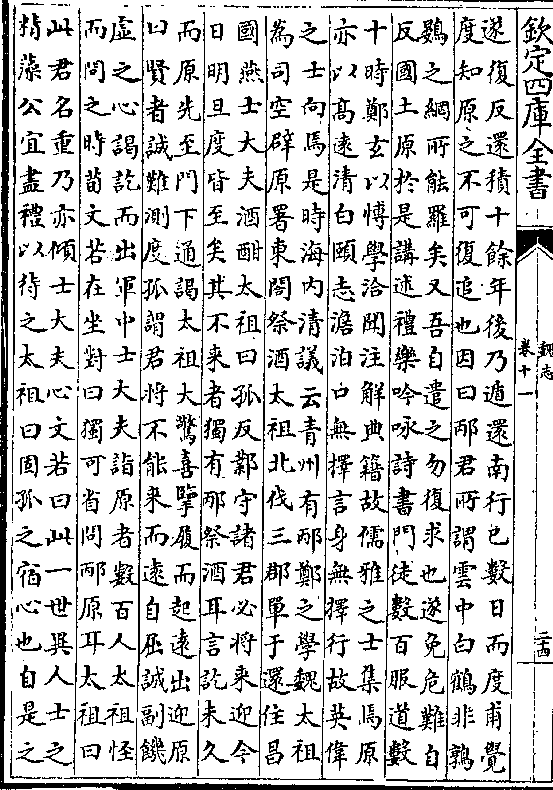 欽定四庫全書
魏志
卷十一
遂復反還積十餘年後乃遁還南行已數日而度甫覺
度知原之不可復追也因曰邴君所謂雲中白鶴非鶉
鷃之網所能羅矣又吾自遣之勿復求也遂免危難自
反國土原於是講述禮樂吟咏詩書門徒數百服道數
十時鄭玄以博學洽聞注解典籍故儒雅之士集焉原
亦以高遠清白頤志澹泊口無擇言身無擇行故英偉
之士向焉是時海内清議云青州有邴鄭之學魏太祖
為司空辟原署東閤祭酒太祖北伐三郡單于還住昌
國燕士大夫酒酣太祖曰孤反鄴守諸君必將來迎今
日明旦度皆至矣其不來者獨有邴祭酒耳言訖未久
而原先至門下通謁太祖大驚喜擥履而起遠出迎原
曰賢者誠難測度孤謂君將不能來而遠自屈誠副饑
虛之心謁訖而出軍中士大夫詣原者數百人太祖怪
而問之時荀文若在坐對曰獨可省問邴原耳太祖曰
此君名重乃亦傾士大夫心文若曰此一世異人士之
精藻公宜盡禮以待之太祖曰固孤之宿心也自是之